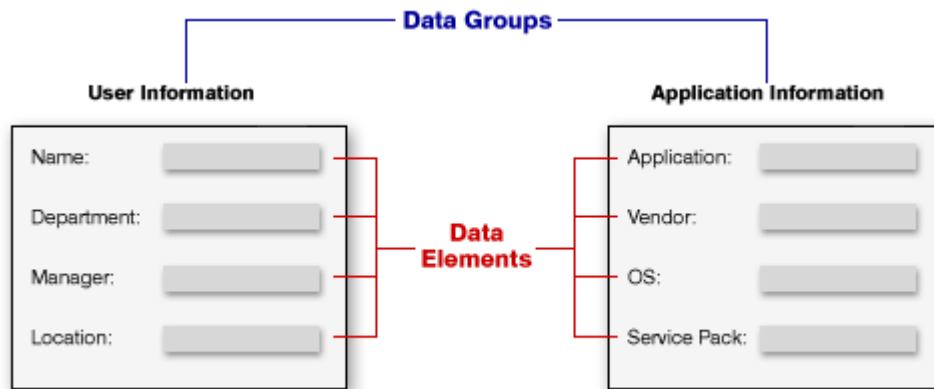 Data Groups
User Information
Application Information
Name:
Department:
Manager:
Location:
Data
Elements
Application:
Vendor:
OS:
Service Pack: